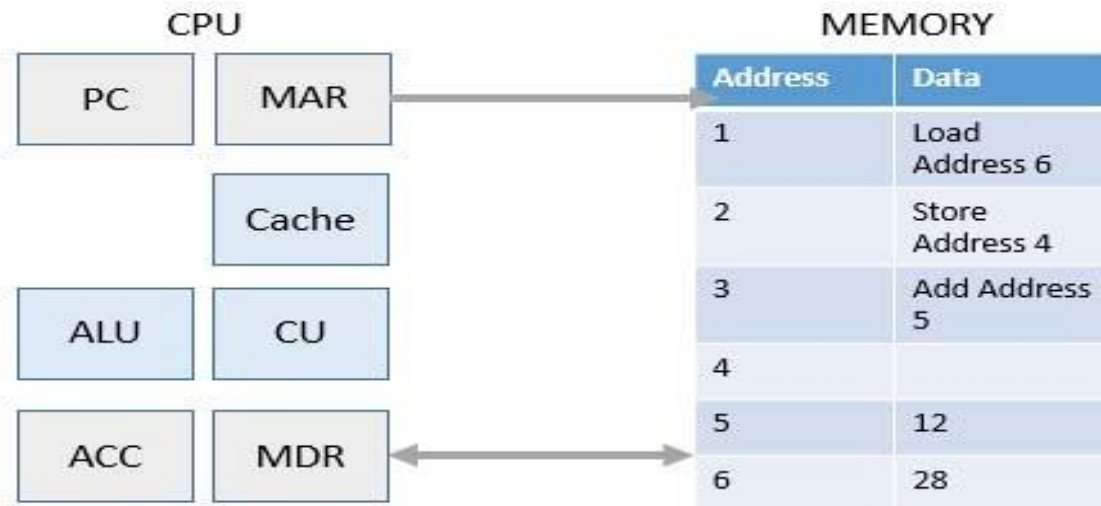 CPU
MEMORY
PC
MAR
Cache
ALU
CU
ACC
MDR
Address Data
1 Load
Address 6
2 Store
Address 4
3 Add Address
5
4
5 12
6 28